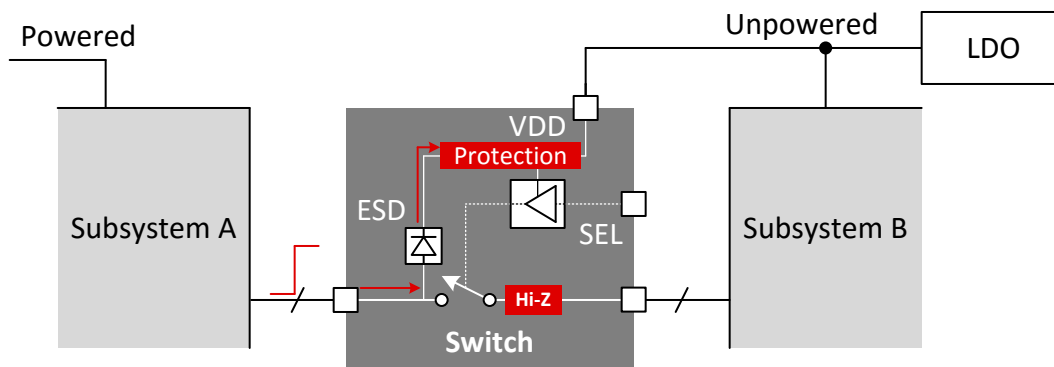 Powered
Unpowered
LDO
VDD
Protection
ESD
Subsystem A
SEL
Subsystem B
Hi-Z
Switch